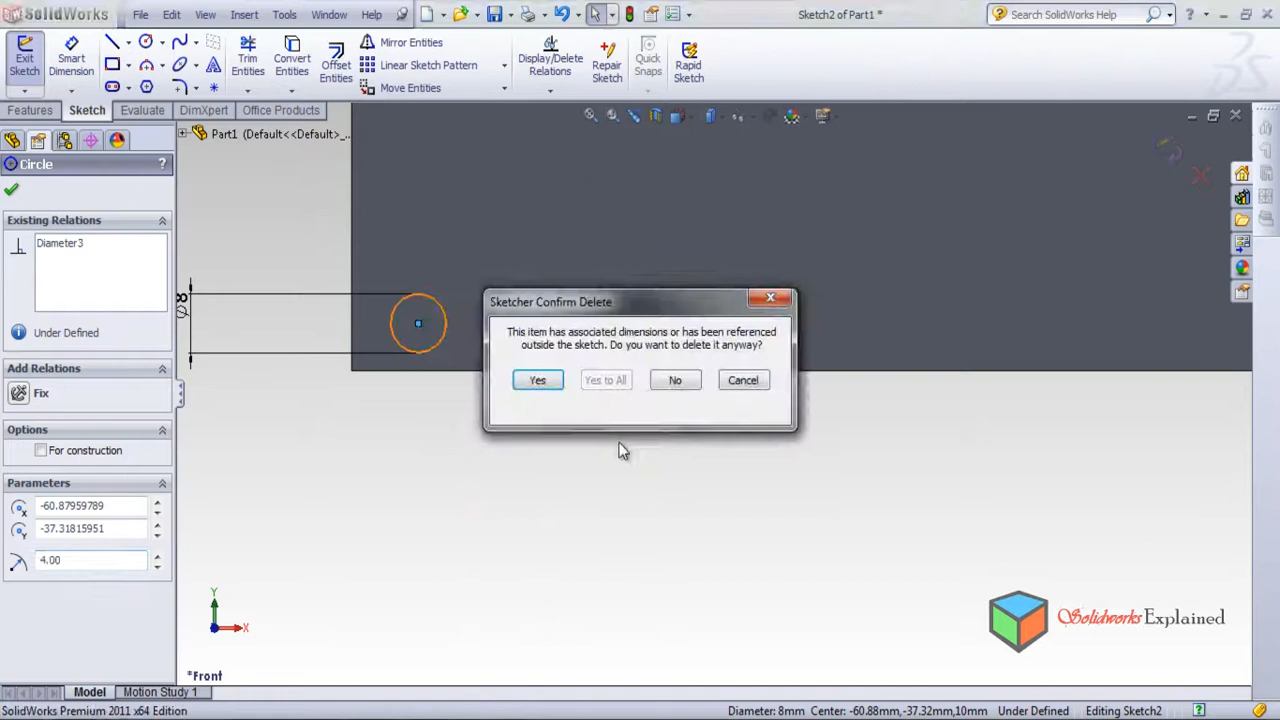 SolidWorks
File Edit View Insert Tools Window Help
Sketch2 of Part1 *
Search SolidWorks Help
Exit Sketch
Smart Dimension
Trim Entities
Convert Entities
Offset Entities
Mirror Entities
Linear Sketch Pattern
Move Entities
Display/Delete Relations
Repair Sketch
Quick Snaps
Rapid Sketch
Features Sketch Evaluate DimXpert Office Products
Part1 (Default<<Default>_...
Circle ?
Existing Relations
Diameter3
Under Defined
Add Relations
Fix
Options
For construction
Parameters
-60.87959789
-37.31815951
4.00
Ø8
Sketcher Confirm Delete
This item has associated dimensions or has been referenced
outside the sketch. Do you want to delete it anyway?
Yes Yes to All No Cancel
Y
X
*Front
Solidworks Explained
Model Motion Study 1
SolidWorks Premium 2011 x64 Edition
Diameter: 8mm Center: -60.88mm,-37.32mm,10mm Under Defined Editing Sketch2